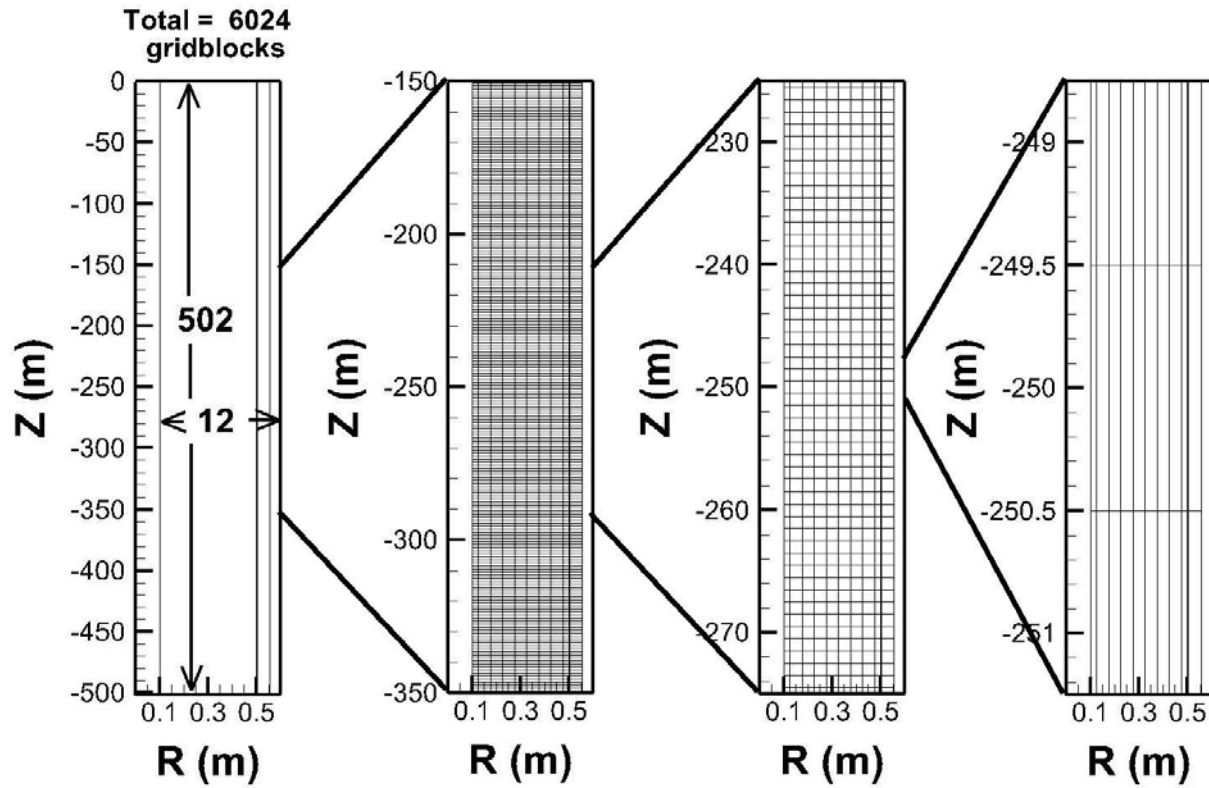 Total = 6024
gridblocks
0
-50
-100
-150
-200
-250
-300
-350
-400
-450
-500
502
12
Z (m)
0.1 0.3 0.5
R (m)
-150
-200
-250
-300
-350
Z (m)
0.1 0.3 0.5
R (m)
-230
-240
-250
-260
-270
Z (m)
0.1 0.3 0.5
R (m)
-249
-249.5
-250
-250.5
-251
Z (m)
0.1 0.3 0.5
R (m)